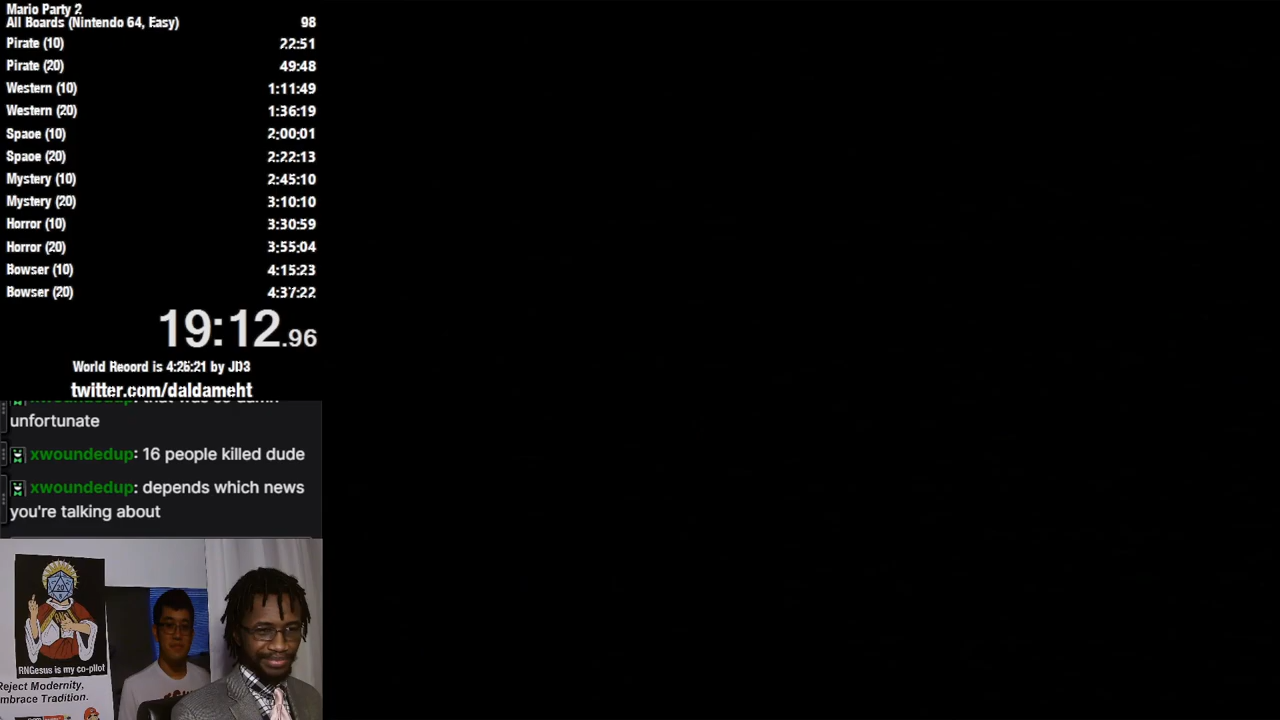 Mario Party 2
All Boards (Nintendo 64, Easy) 98
Pirate (10) 22:51
Pirate (20) 49:48
Western (10) 1:11:49
Western (20) 1:36:19
Space (10) 2:00:01
Space (20) 2:22:13
Mystery (10) 2:45:10
Mystery (20) 3:10:10
Horror (10) 3:30:59
Horror (20) 3:55:04
Bowser (10) 4:15:23
Bowser (20) 4:37:22
19:12.96
World Record is 4:26:21 by JD3
twitter.com/daldameht
xwoundedup: that was so damn
unfortunate
xwoundedup: 16 people killed dude
xwoundedup: depends which news
you're talking about
RNGesus is my co-pilot
Reject Modernity,
Embrace Tradition.